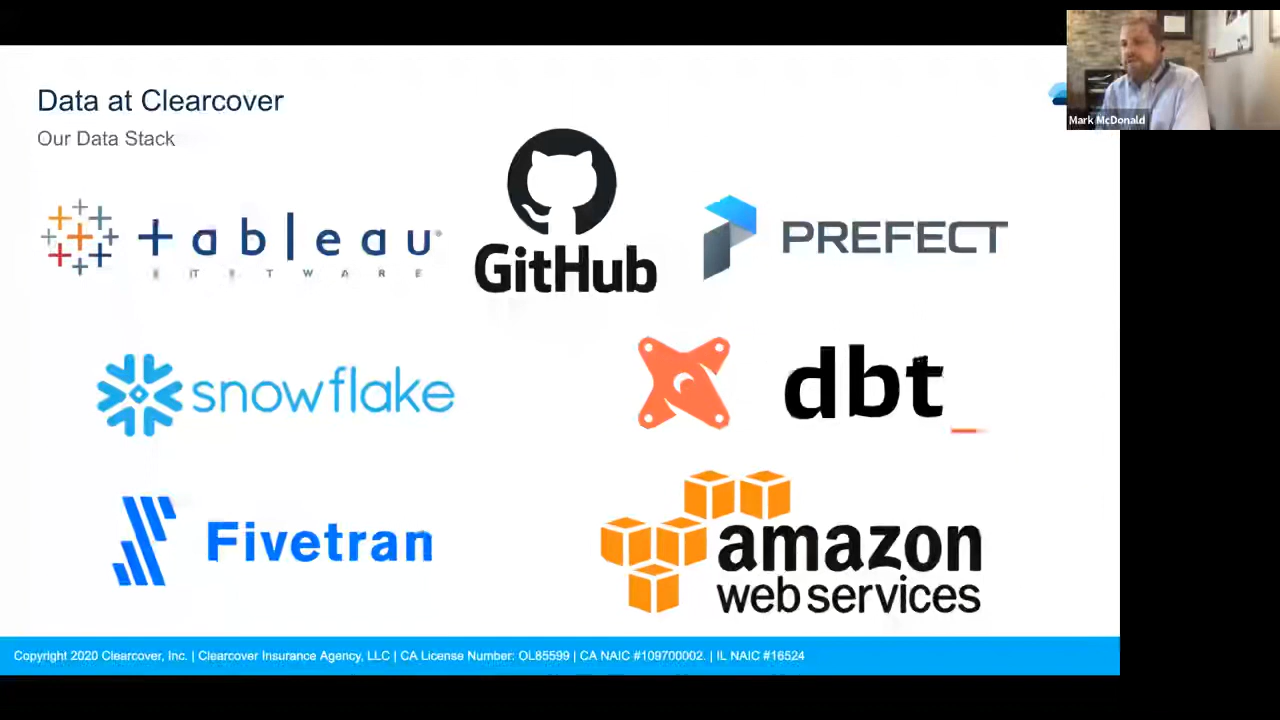 Data at Clearcover
Our Data Stack
Mark McDonald
tableau®
GitHub
PREFECT
snowflake
dbt
Fivetran
amazon
web services
Copyright 2020 Clearcover, Inc. | Clearcover Insurance Agency, LLC | CA License Number: OL85599 | CA NAIC #109700002. | IL NAIC #16524